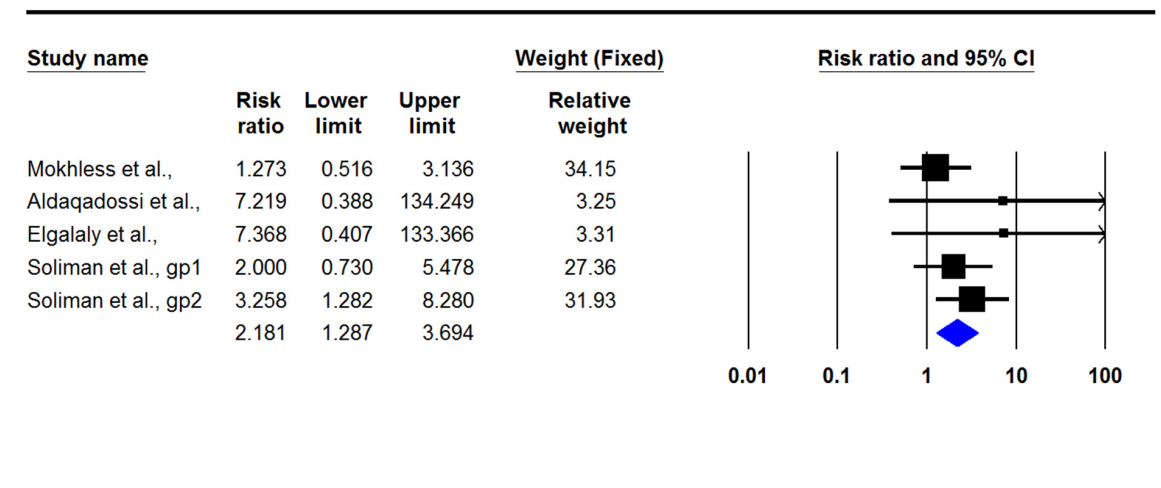 Study name Weight (Fixed) Risk ratio and 95% CI
Risk Lower Upper Relative
ratio limit limit weight
Mokhless et al., 1.273 0.516 3.136 34.15
Aldaqadossi et al., 7.219 0.388 134.249 3.25
Elgalaly et al., 7.368 0.407 133.366 3.31
Soliman et al., gp1 2.000 0.730 5.478 27.36
Soliman et al., gp2 3.258 1.282 8.280 31.93
2.181 1.287 3.694
0.01 0.1 1 10 100